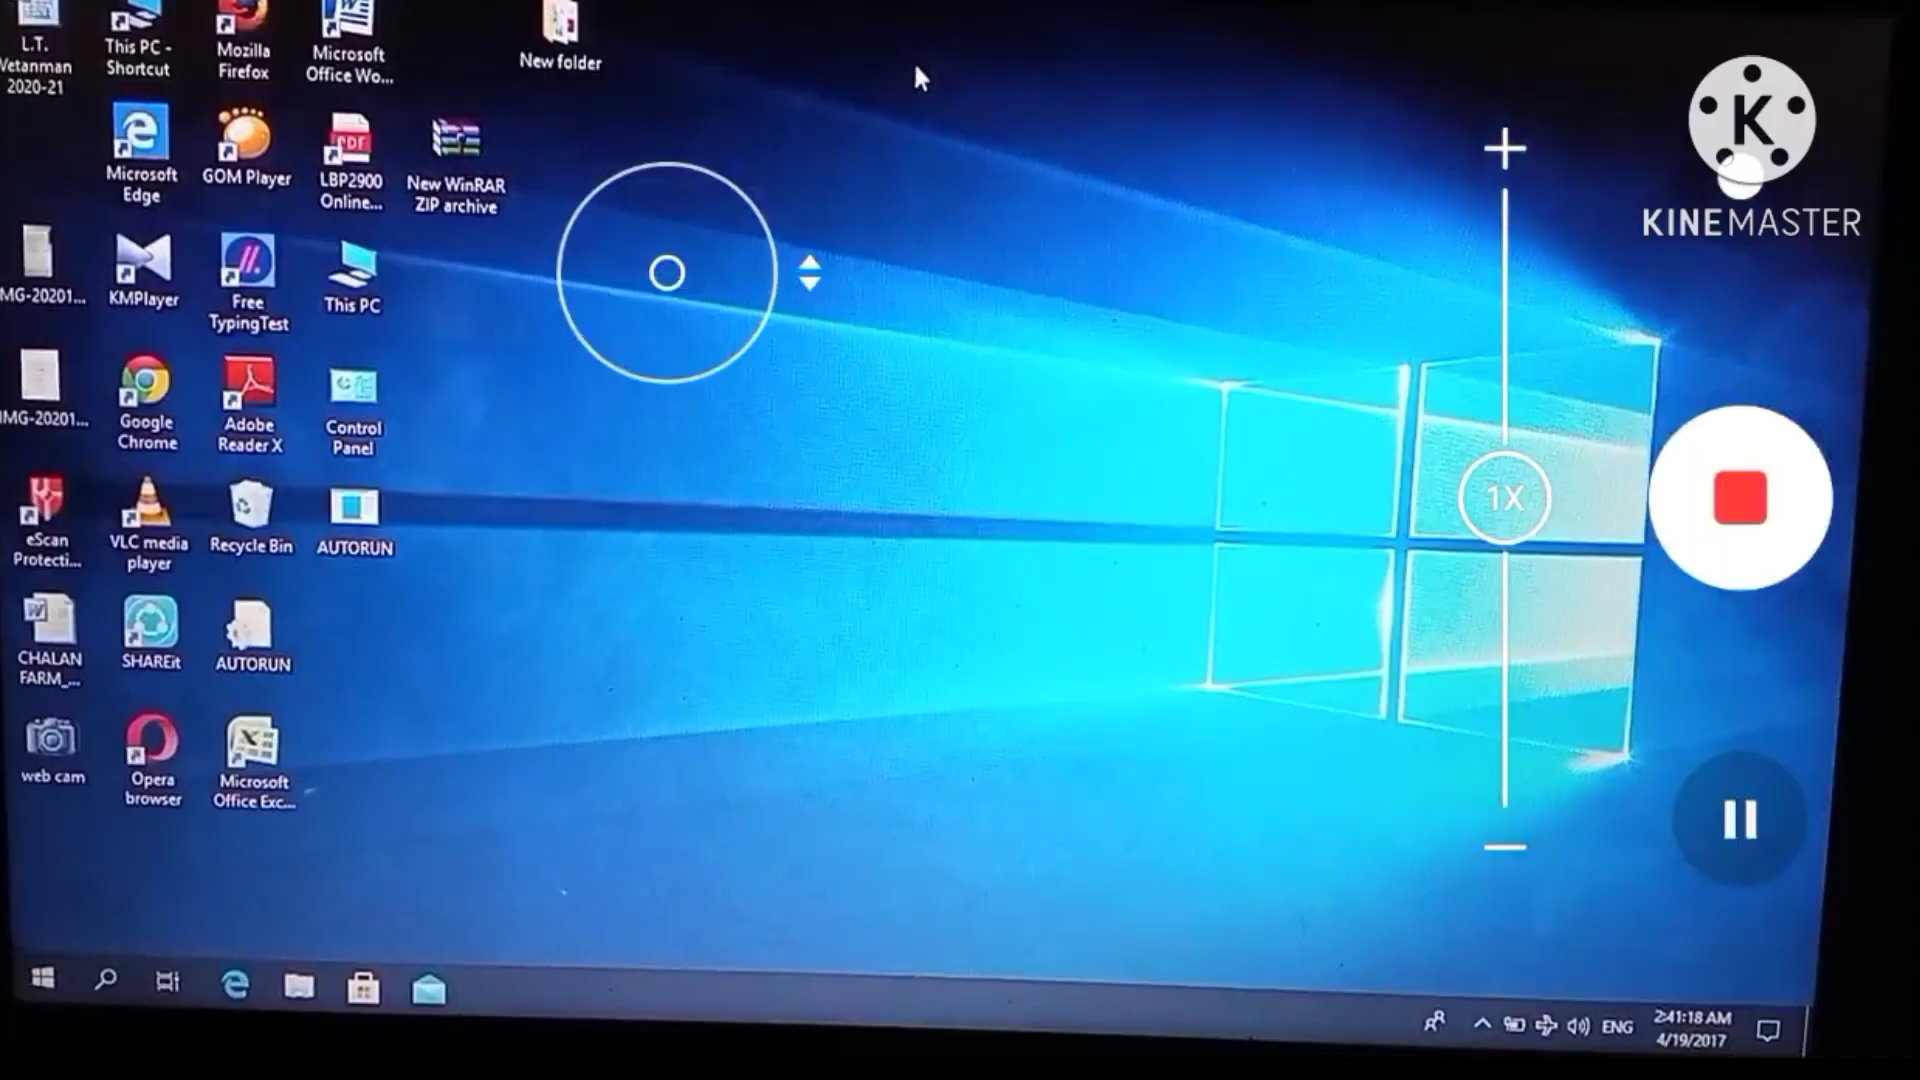 L.T.
Vetanman
2020-21
This PC -
Shortcut
Mozilla
Firefox
Microsoft
Office Wo...
New folder
Microsoft
Edge
GOM Player
PDF
LBP2900
Online...
New WinRAR
ZIP archive
MG-20201...
KMPlayer
Free
TypingTest
This PC
IMG-20201...
Google
Chrome
Adobe
Reader X
Control
Panel
eScan
Protecti...
VLC media
player
Recycle Bin
AUTORUN
CHALAN
FARM_...
SHAREit
AUTORUN
web cam
Opera
browser
Microsoft
Office Exc...
K
KINEMASTER
1X
ENG
2:41:18 AM
4/19/2017